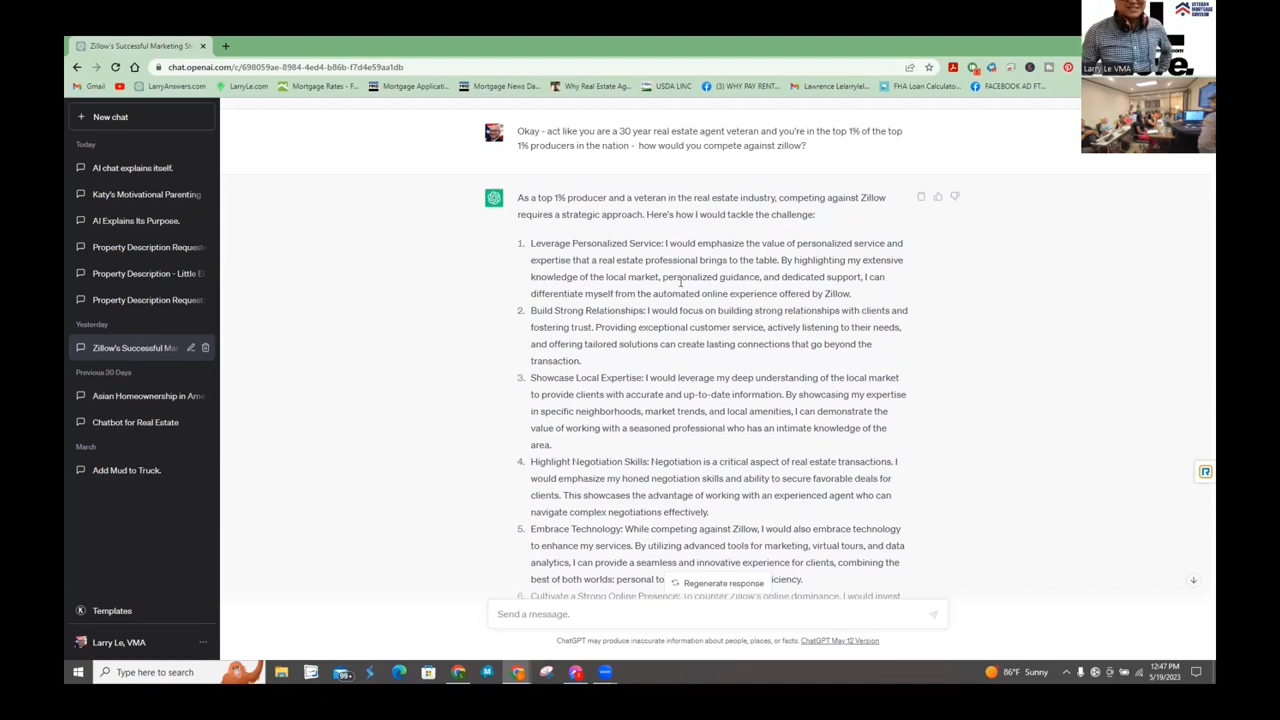 Zillow's Successful Marketing St
chat.openai.com/c/698059ae-8984-4ed4-b86b-f7d4e59aa1db
Gmail
LarryAnswers.com
LarryLe.com
Mortgage Rates - F...
Mortgage Applicati...
Mortgage News Da...
Why Real Estate Ag...
USDA LINC
(3) WHY PAY RENT...
Lawrence Lelarrylel...
FHA Loan Calculato...
FACEBOOK AD FT...
VETERAN
MORTGAGE
ADVISOR
Larry Le VMA
New chat
Today
AI chat explains itself.
Katy's Motivational Parenting
AI Explains Its Purpose.
Property Description Request
Property Description - Little E
Property Description Request
Yesterday
Zillow's Successful Ma
Previous 30 Days
Asian Homeownership in Ame
Chatbot for Real Estate
March
Add Mud to Truck.
Templates
Larry Le, VMA
Okay - act like you are a 30 year real estate agent veteran and you're in the top 1% of the top
1% producers in the nation - how would you compete against zillow?
As a top 1% producer and a veteran in the real estate industry, competing against Zillow
requires a strategic approach. Here's how I would tackle the challenge:
1. Leverage Personalized Service: I would emphasize the value of personalized service and
expertise that a real estate professional brings to the table. By highlighting my extensive
knowledge of the local market, personalized guidance, and dedicated support, I can
differentiate myself from the automated online experience offered by Zillow.
2. Build Strong Relationships: I would focus on building strong relationships with clients and
fostering trust. Providing exceptional customer service, actively listening to their needs,
and offering tailored solutions can create lasting connections that go beyond the
transaction.
3. Showcase Local Expertise: I would leverage my deep understanding of the local market
to provide clients with accurate and up-to-date information. By showcasing my expertise
in specific neighborhoods, market trends, and local amenities, I can demonstrate the
value of working with a seasoned professional who has an intimate knowledge of the
area.
4. Highlight Negotiation Skills: Negotiation is a critical aspect of real estate transactions. I
would emphasize my honed negotiation skills and ability to secure favorable deals for
clients. This showcases the advantage of working with an experienced agent who can
navigate complex negotiations effectively.
5. Embrace Technology: While competing against Zillow, I would also embrace technology
to enhance my services. By utilizing advanced tools for marketing, virtual tours, and data
analytics, I can provide a seamless and innovative experience for clients, combining the
best of both worlds: personal to
Regenerate response
6. Cultivate a Strong Online Presence: To counter Zillow's online dominance, I would invest
Send a message.
ChatGPT may produce inaccurate information about people, places, or facts. ChatGPT May 12 Version
Type here to search
99+
86°F Sunny
12:47 PM
5/19/2023